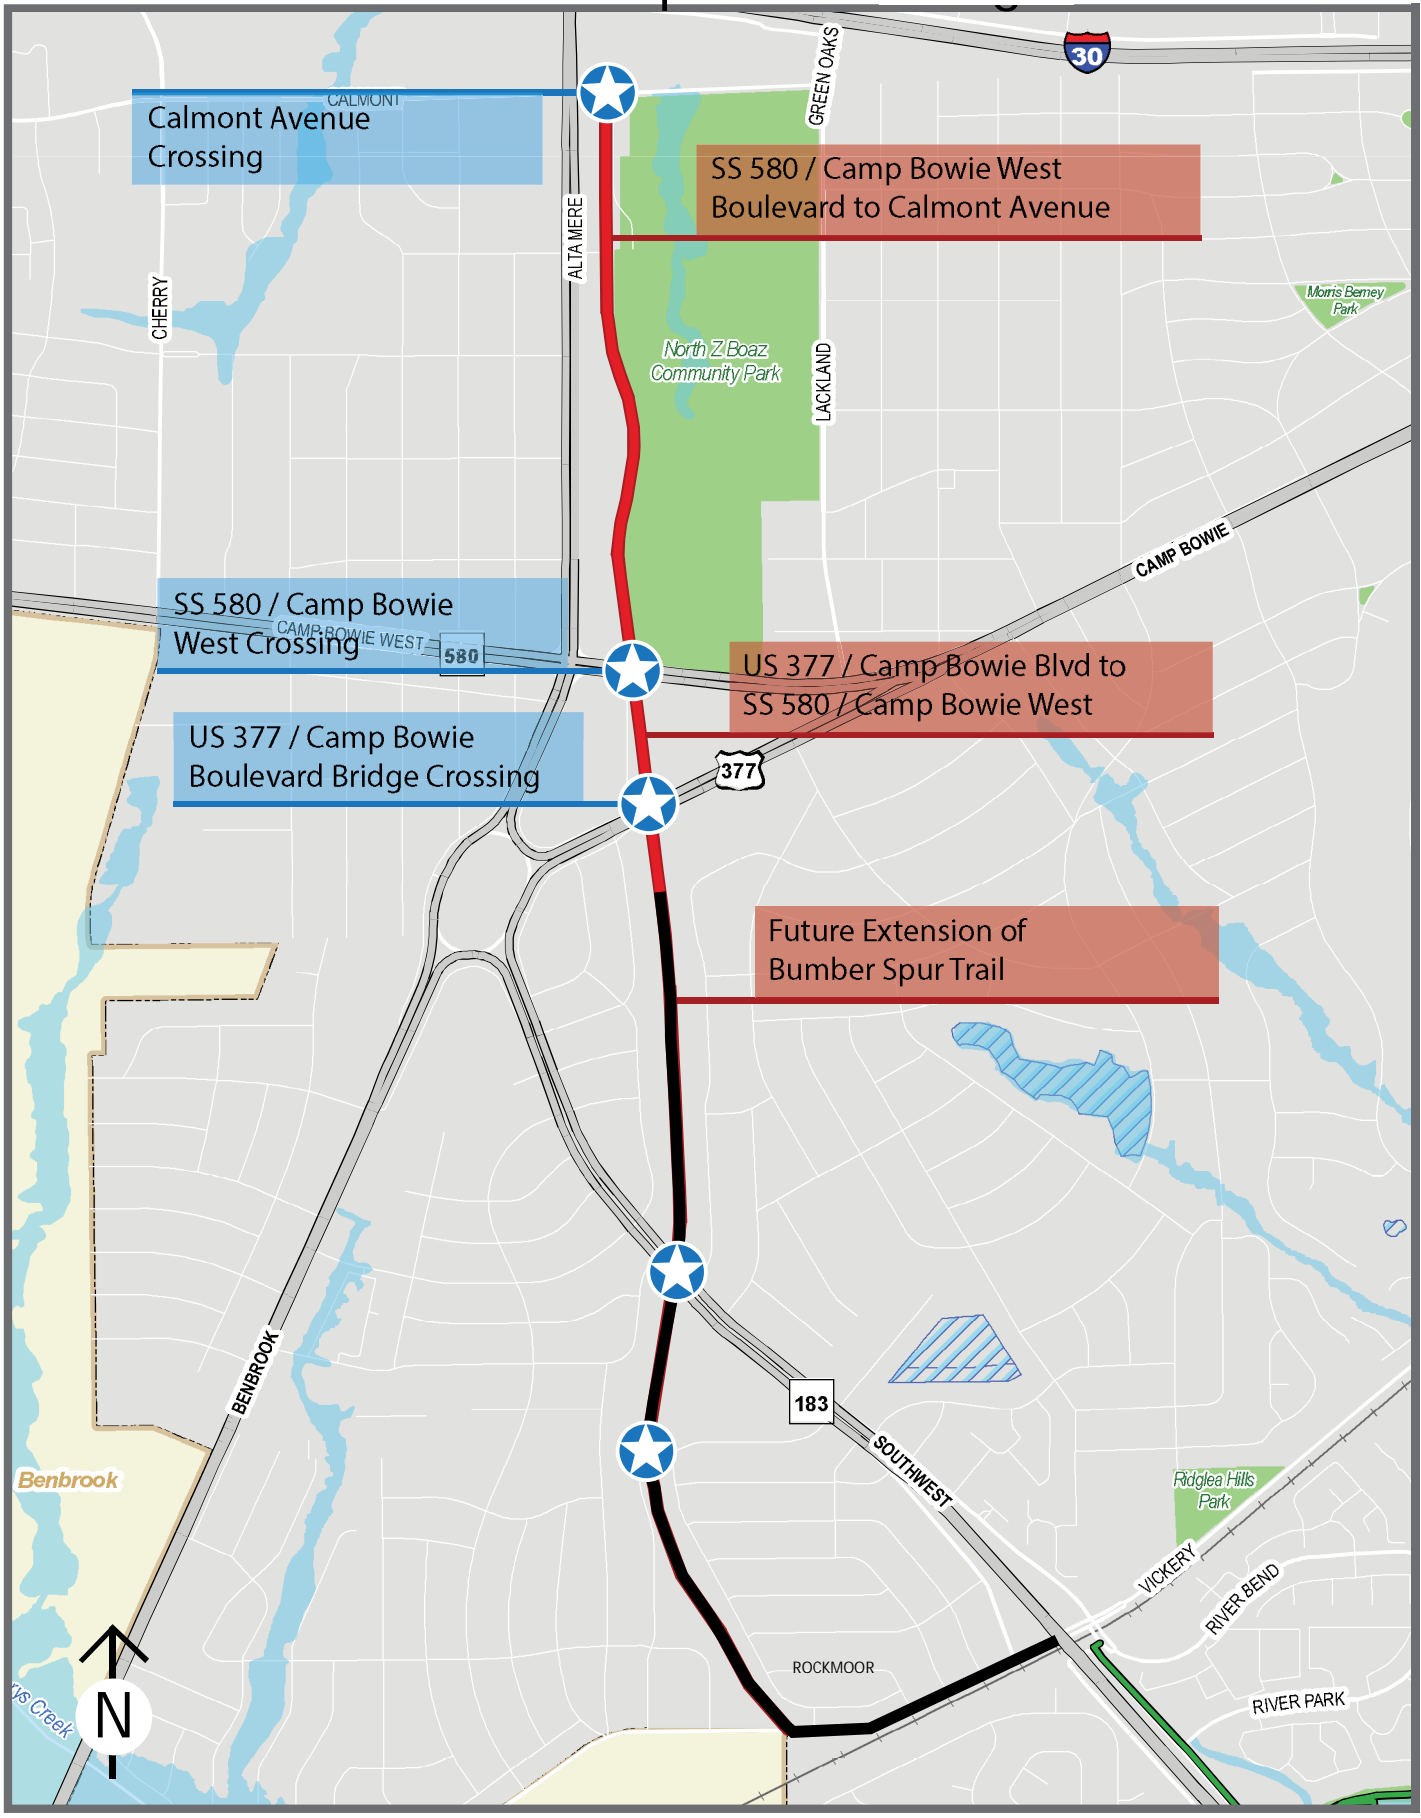 30
GREEN OAKS
CALMONT
Calmont Avenue
Crossing
SS 580 / Camp Bowie West
Boulevard to Calmont Avenue
ALTA MERE
CHERRY
Morris Berney
Park
North Z Boaz
Community Park
LACKLAND
CAMP BOWIE
SS 580 / Camp Bowie
West Crossing
CAMP BOWIE WEST
580
US 377 / Camp Bowie Blvd to
SS 580 / Camp Bowie West
US 377 / Camp Bowie
Boulevard Bridge Crossing
377
Future Extension of
Bumber Spur Trail
BENBROOK
183
SOUTHWEST
Benbrook
Ridglea Hills
Park
VICKERY
RIVER BEND
ROCKMOOR
RIVER PARK
rys Creek
N